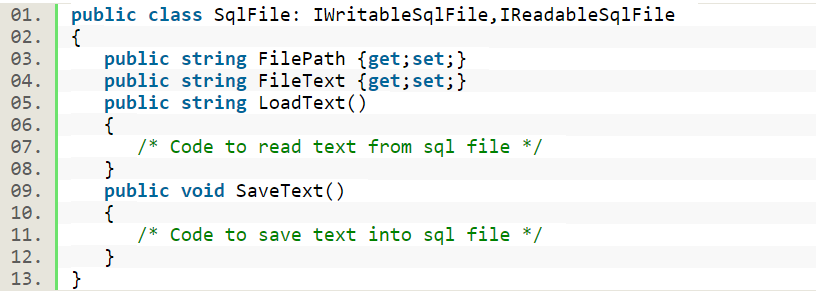 01. public class SqlFile: IWritableSqlFile,IReadableSqlFile
02. {
03.    public string FilePath {get;set;}
04.    public string FileText {get;set;}
05.    public string LoadText()
06.    {
07.       /* Code to read text from sql file */
08.    }
09.    public void SaveText()
10.    {
11.       /* Code to save text into sql file */
12.    }
13. }